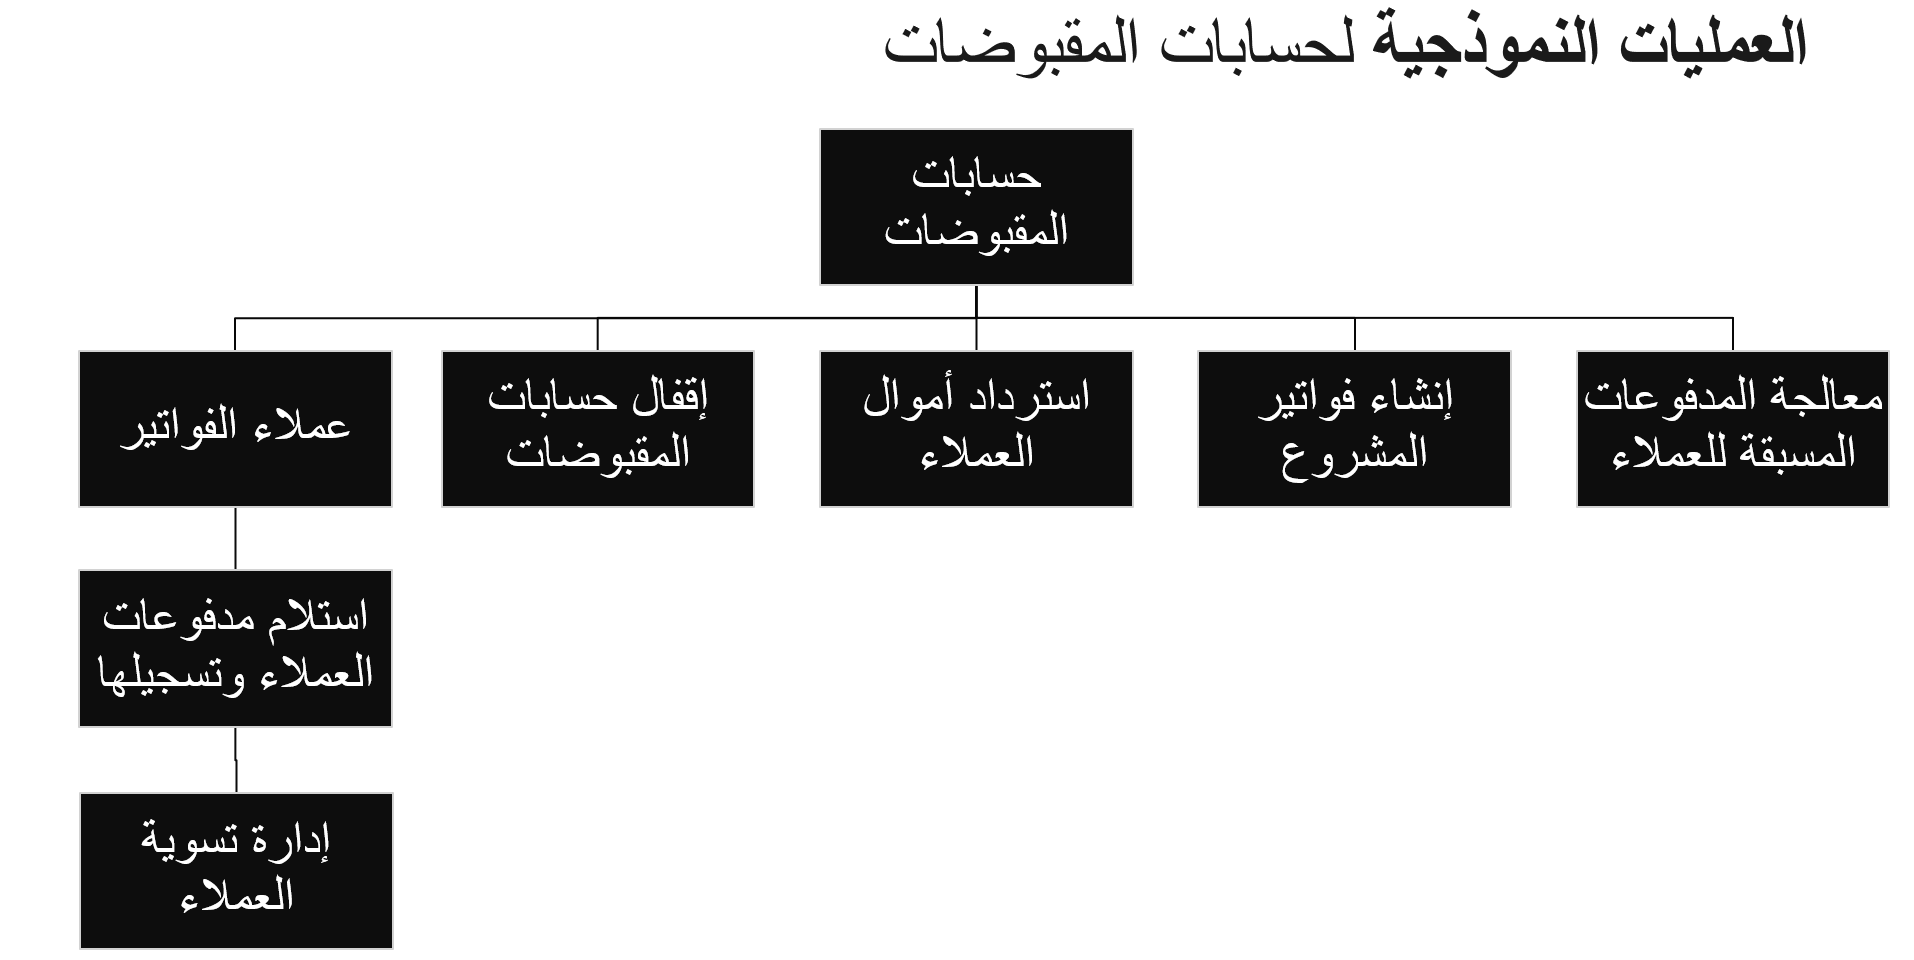 العمليات النموذجية لحسابات المقبوضات
حسابات
المقبوضات
معالجة المدفوعات
المسبقة للعملاء
إنشاء فواتير
المشروع
استرداد أموال
العملاء
إقفال حسابات
المقبوضات
عملاء الفواتير
استلام مدفوعات
العملاء وتسجيلها
إدارة تسوية
العملاء